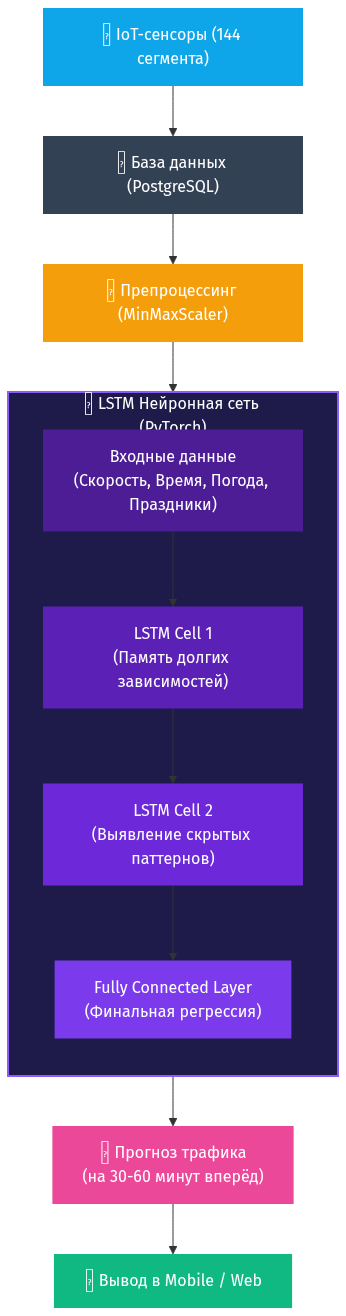 IoT-сенсоры (144
сегмента)
База данных
(PostgreSQL)
Препроцессинг
(MinMaxScaler)
LSTM Нейронная сеть
(PyTorch)
Входные данные
(Скорость, Время, Погода,
Праздники)
LSTM Cell 1
(Память долгих
зависимостей)
LSTM Cell 2
(Выявление скрытых
паттернов)
Fully Connected Layer
(Финальная регрессия)
Прогноз трафика
(на 30-60 минут вперёд)
Вывод в Mobile / Web